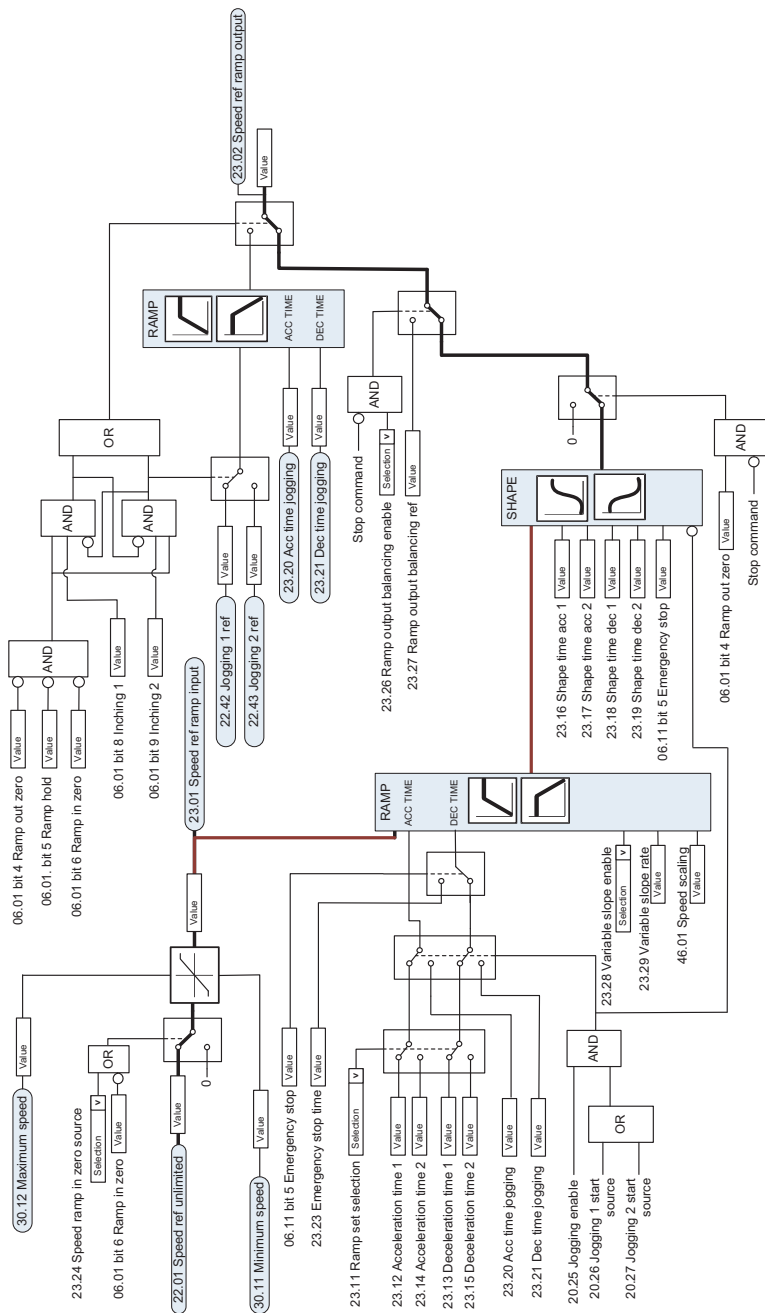 30.12 Maximum speed
Value
23.24 Speed ramp in zero source
Selection v
OR
06.01 bit 6 Ramp in zero
Value
22.01 Speed ref unlimited
Value
0
30.11 Minimum speed
Value
Value
23.01 Speed ref ramp input
06.01 bit 4 Ramp out zero
Value
06.01. bit 5 Ramp hold
Value
06.01 bit 6 Ramp in zero
Value
AND
06.01 bit 8 Inching 1
Value
06.01 bit 9 Inching 2
Value
AND
AND
OR
22.42 Jogging 1 ref
Value
22.43 Jogging 2 ref
Value
23.20 Acc time jogging
Value
23.21 Dec time jogging
Value
RAMP
ACC TIME
DEC TIME
23.02 Speed ref ramp output
Value
06.11 bit 5 Emergency stop
Value
23.23 Emergency stop time
Value
23.11 Ramp set selection
Selection v
23.12 Acceleration time 1
Value
23.14 Acceleration time 2
Value
23.13 Deceleration time 1
Value
23.15 Deceleration time 2
Value
23.20 Acc time jogging
Value
23.21 Dec time jogging
Value
20.25 Jogging enable
20.26 Jogging 1 start
source
20.27 Jogging 2 start
source
OR
AND
RAMP
ACC TIME
DEC TIME
23.28 Variable slope enable
Selection v
23.29 Variable slope rate
Value
46.01 Speed scaling
Value
Stop command
23.26 Ramp output balancing enable
Selection v
AND
23.27 Ramp output balancing ref
Value
SHAPE
23.16 Shape time acc 1
Value
23.17 Shape time acc 2
Value
23.18 Shape time dec 1
Value
23.19 Shape time dec 2
Value
06.11 bit 5 Emergency stop
Value
0
06.01 bit 4 Ramp out zero
Value
AND
Stop command